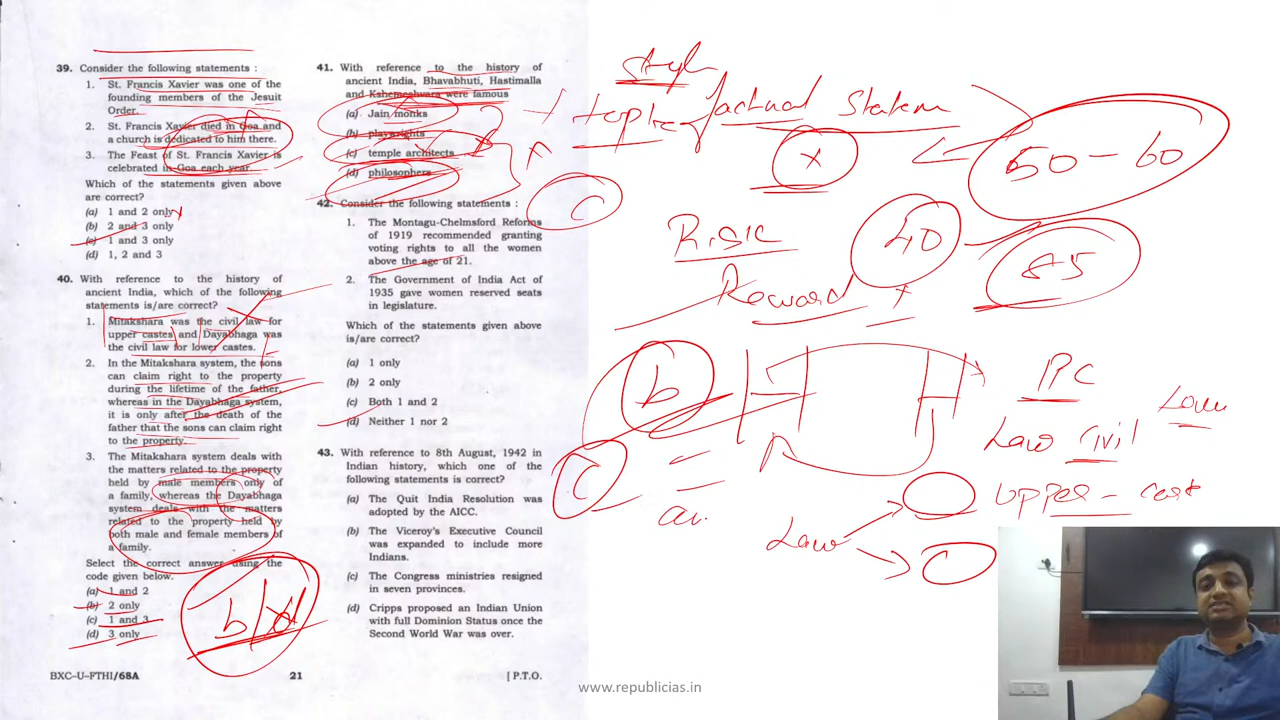 39. Consider the following statements :
1. St. Francis Xavier was one of the
founding members of the Jesuit
Order.
2. St. Francis Xavier died in Goa and
a church is dedicated to him there.
3. The Feast of St. Francis Xavier is
celebrated in Goa each year.
Which of the statements given above
are correct?
(a) 1 and 2 only
(b) 2 and 3 only
(c) 1 and 3 only
(d) 1, 2 and 3
40. With reference to the history of
ancient India, which of the following
statements is/are correct?
1. Mitakshara was the civil law for
upper castes and Dayabhaga was
the civil law for lower castes.
2. In the Mitakshara system, the sons
can claim right to the property
during the lifetime of the father,
whereas in the Dayabhaga system,
it is only after the death of the
father that the sons can claim right
to the property.
3. The Mitakshara system deals with
the matters related to the property
held by male members only of
a family, whereas the Dayabhaga
system deals with the matters
related to the property held by
both male and female members of
a family.
Select the correct answer using the
code given below.
(a) 1 and 2
(b) 2 only
(c) 1 and 3
(d) 3 only
b/d
BXC-U-FTHI/68A
21
[ P.T.O.
41. With reference to the history of
ancient India, Bhavabhuti, Hastimalla
and Kshemeshvara were famous
(a) Jain monks
(b) playwrights
(c) temple architects
(d) philosophers
42. Consider the following statements :
1. The Montagu-Chelmsford Reforms
of 1919 recommended granting
voting rights to all the women
above the age of 21.
2. The Government of India Act of
1935 gave women reserved seats
in legislature.
Which of the statements given above
is/are correct?
(a) 1 only
(b) 2 only
(c) Both 1 and 2
(d) Neither 1 nor 2
43. With reference to 8th August, 1942 in
Indian history, which one of the
following statements is correct?
(a) The Quit India Resolution was
adopted by the AICC.
(b) The Viceroy's Executive Council
was expanded to include more
Indians.
(c) The Congress ministries resigned
in seven provinces.
(d) Cripps proposed an Indian Union
with full Dominion Status once the
Second World War was over.
factual Statem
50-60
C
Risk
40
85
Reward +
b
PC
Law Civil
Law
C
upper - cast
Law
www.republicias.in